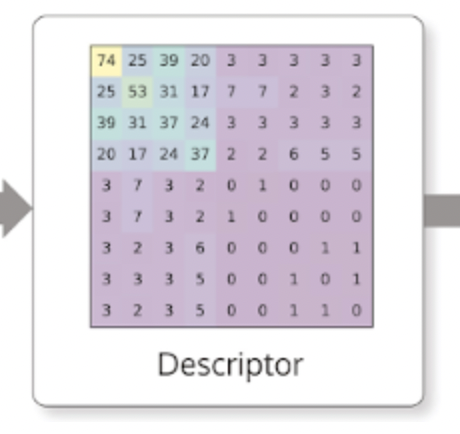 74 25 39 20 3 3 3 3 3
25 53 31 17 7 7 2 3 2
39 31 37 24 3 3 3 3 3
20 17 24 37 2 2 6 5 5
3 7 3 2 0 1 0 0 0
3 7 3 2 1 0 0 0 0
3 2 3 6 0 0 0 1 1
3 3 3 5 0 0 1 0 1
3 2 3 5 0 0 1 1 0
Descriptor